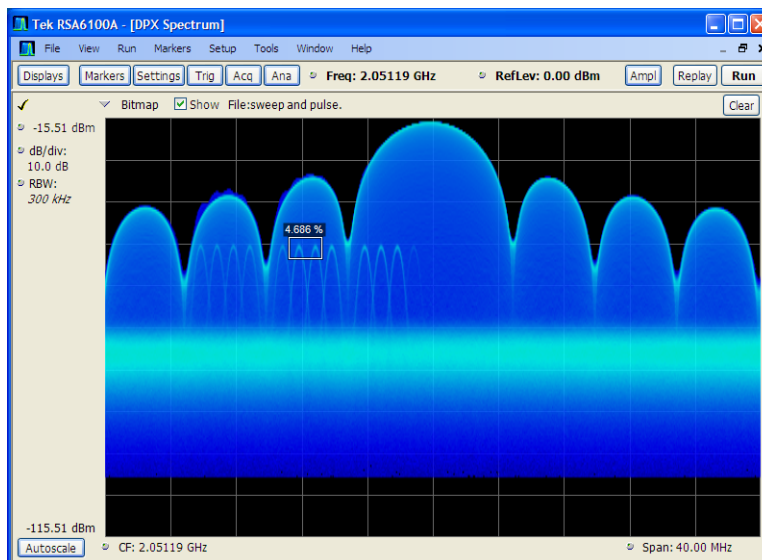 Tek RSA6100A - [DPX Spectrum]
File View Run Markers Setup Tools Window Help
Displays Markers Settings Trig Acq Ana Freq: 2.05119 GHz RefLev: 0.00 dBm Ampl Replay Run
Bitmap Show File:sweep and pulse. Clear
-15.51 dBm
dB/div:
10.0 dB
RBW:
300 kHz
4.686 %
-115.51 dBm
Autoscale CF: 2.05119 GHz Span: 40.00 MHz